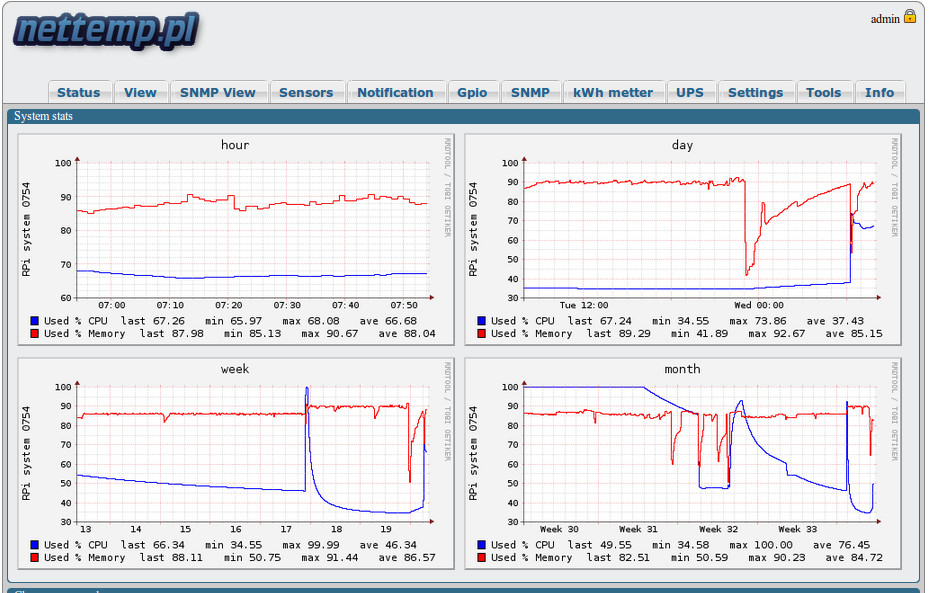 nettemp.pl
admin
Status View SNMP View Sensors Notification Gpio SNMP kWh metter UPS Settings Tools Info
System stats
hour
RPi system 0754
100
90
80
70
60
07:00 07:10 07:20 07:30 07:40 07:50
RRDTOOL / TOBI OETIKER
Used % CPU last 67.26 min 65.97 max 68.08 ave 66.68
Used % Memory last 87.98 min 85.13 max 90.67 ave 88.04
day
RPi system 0754
100
90
80
70
60
50
40
30
Tue 12:00 Wed 00:00
RRDTOOL / TOBI OETIKER
Used % CPU last 67.24 min 34.55 max 73.86 ave 37.43
Used % Memory last 89.29 min 41.89 max 92.67 ave 85.15
week
RPi system 0754
100
90
80
70
60
50
40
30
13 14 15 16 17 18 19
RRDTOOL / TOBI OETIKER
Used % CPU last 66.34 min 34.55 max 99.99 ave 46.34
Used % Memory last 88.11 min 50.75 max 91.44 ave 86.57
month
RPi system 0754
100
90
80
70
60
50
40
30
Week 30 Week 31 Week 32 Week 33
RRDTOOL / TOBI OETIKER
Used % CPU last 49.55 min 34.58 max 100.00 ave 76.45
Used % Memory last 82.51 min 50.59 max 90.23 ave 84.72